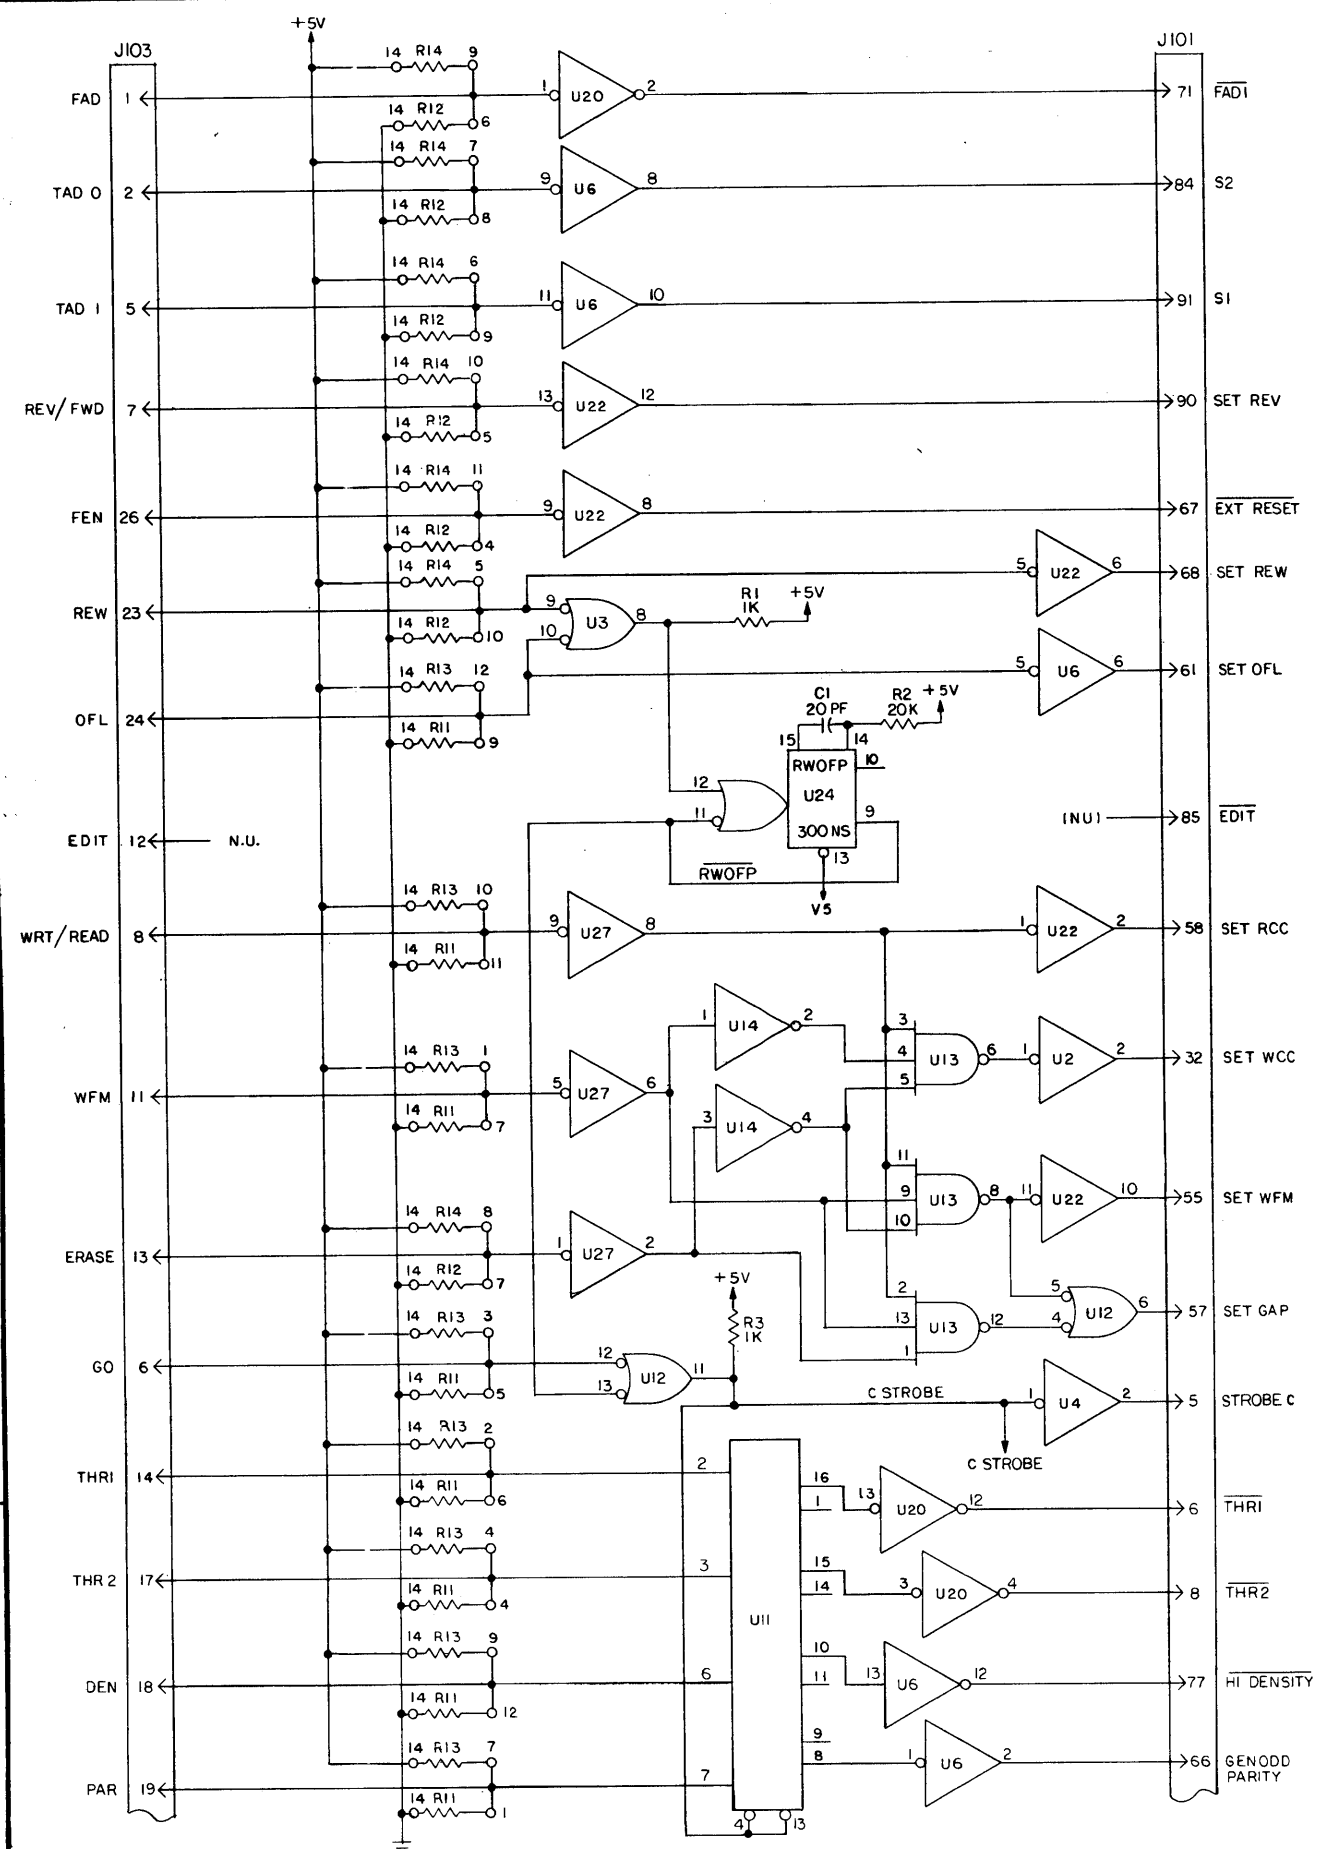 +5V
J103
J101
14 R14 9
FAD 1
1 U20 2
71 FAD1
14 R12 6
14 R14 7
TAD 0 2
9 U6 8
84 S2
14 R12 8
14 R14 6
TAD 1 5
11 U6 10
91 S1
14 R12 9
14 R14 10
REV/FWD 7
13 U22 12
90 SET REV
14 R12 5
14 R14 11
FEN 26
9 U22 8
67 EXT RESET
14 R12 4
14 R14 5
5 U22 6
68 SET REW
REW 23
9 U3 8
10
R1
1K
+5V
14 R12 10
14 R13 12
5 U6 6
61 SET OFL
OFL 24
14 R11 9
C1
20 PF
R2
20K
+5V
15 14
RWOFP 10
12
U24
11 9
300 NS
13
RWOFP
V5
(NU) 85 EDIT
EDIT 12 N.U.
14 R13 10
WRT/READ 8
9 U27 8
1 U22 2
58 SET RCC
14 R11 11
1 U14 2
3
4 U13 6
5
1 U2 2
32 SET WCC
14 R13 1
WFM 11
5 U27 6
14 R11 7
3 U14 4
11
9 U13 8
10
11 U22 10
55 SET WFM
14 R14 8
ERASE 13
1 U27 2
14 R12 7
+5V
R3
1K
2
13 U13 12
1
5
4 U12 6
57 SET GAP
14 R13 3
GO 6
12 U12 11
13
14 R11 5
C STROBE
1 U4 2
5 STROBE C
C STROBE
14 R13 2
THR1 14
2
16
1
13 U20 12
6 THR1
14 R11 6
14 R13 4
THR 2 17
3
15
14
3 U20 4
8 THR2
14 R11 4
U11
14 R13 9
DEN 18
6
10
11
13 U6 12
77 HI DENSITY
14 R11 12
14 R13 7
PAR 19
7
9
8
1 U6 2
66 GENODD
PARITY
14 R11 1
4 13